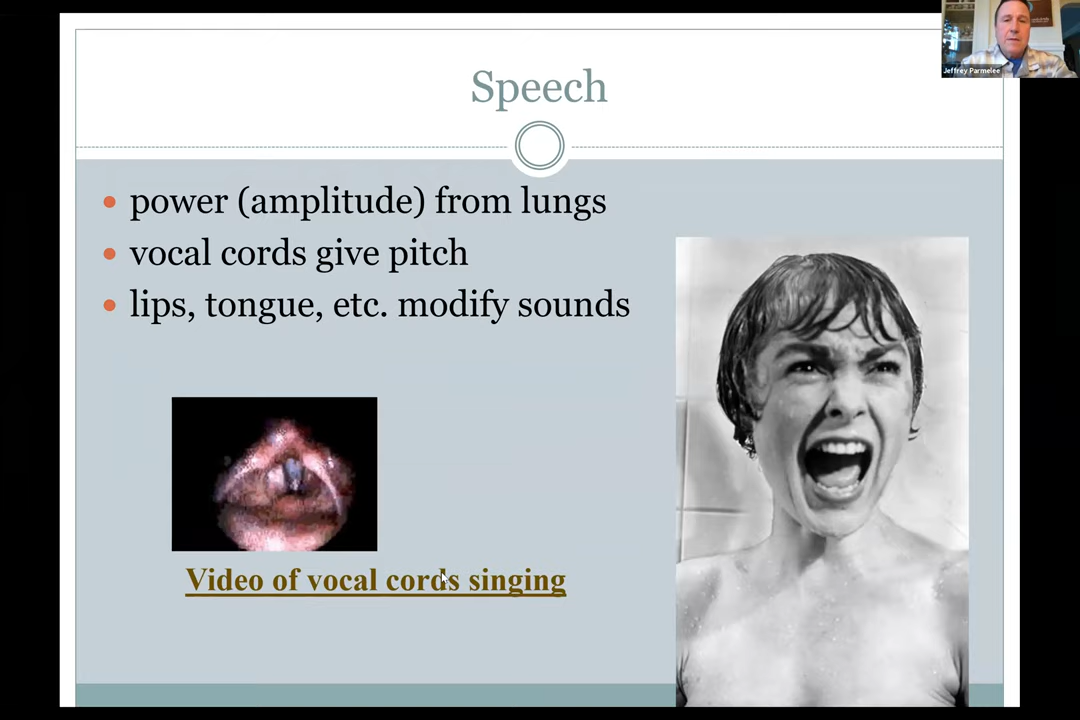 Jeffrey Parmelee
Speech
power (amplitude) from lungs
vocal cords give pitch
lips, tongue, etc. modify sounds
Video of vocal cords singing